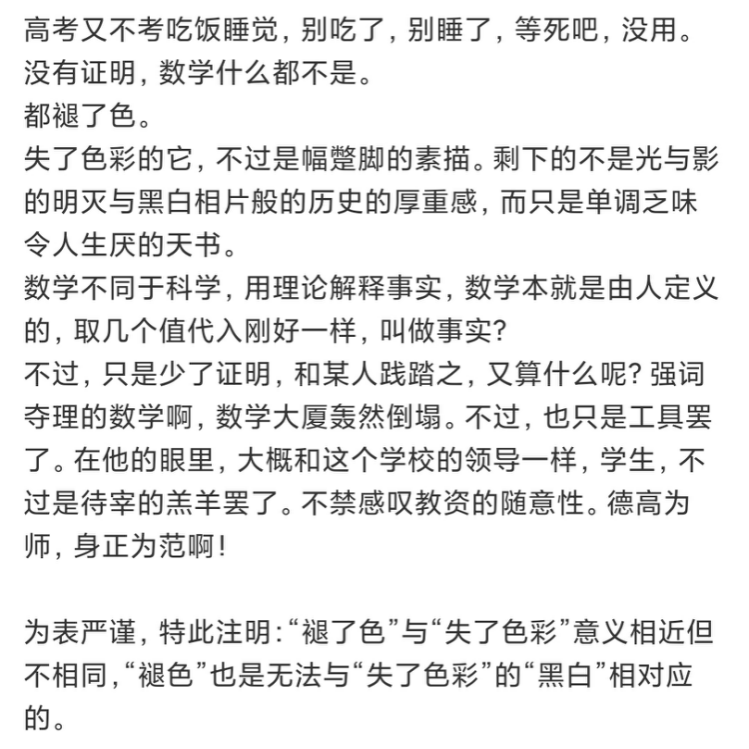 高考又不考吃饭睡觉，别吃了，别睡了，等死吧，没用。
没有证明，数学什么都不是。
都褪了色。
失了色彩的它，不过是幅蹩脚的素描。剩下的不是光与影
的明灭与黑白相片般的历史的厚重感，而只是单调乏味
令人生厌的天书。
数学不同于科学，用理论解释事实，数学本就是由人定义
的，取几个值代入刚好一样，叫做事实？
不过，只是少了证明，和某人践踏之，又算什么呢？强词
夺理的数学啊，数学大厦轰然倒塌。不过，也只是工具罢
了。在他的眼里，大概和这个学校的领导一样，学生，不
过是待宰的羔羊罢了。不禁感叹教资的随意性。德高为
师，身正为范啊！
为表严谨，特此注明：“褪了色”与“失了色彩”意义相近但
不相同，“褪色”也是无法与“失了色彩”的“黑白”相对应
的。